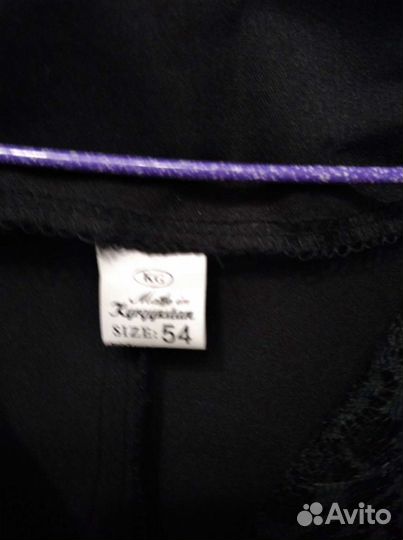 KG
Made in
Kyrgyzstan
SIZE: 54
Avito